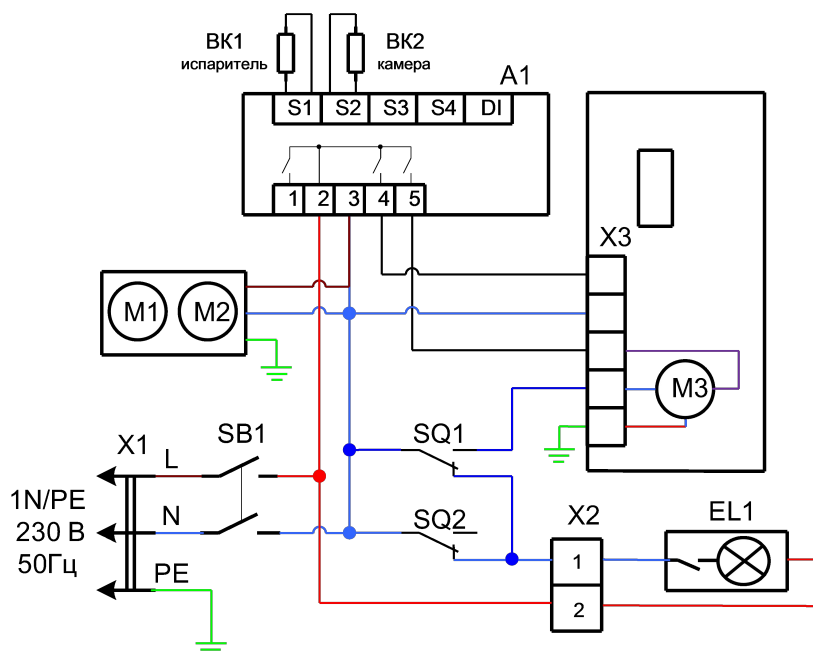 ВК1
испаритель
ВК2
камера
A1
S1 S2 S3 S4 DI
1 2 3 4 5
X3
M1 M2
M3
X1
L
SB1
SQ1
1N/PE
230 В
50Гц
N
SQ2
X2
EL1
PE
1
2